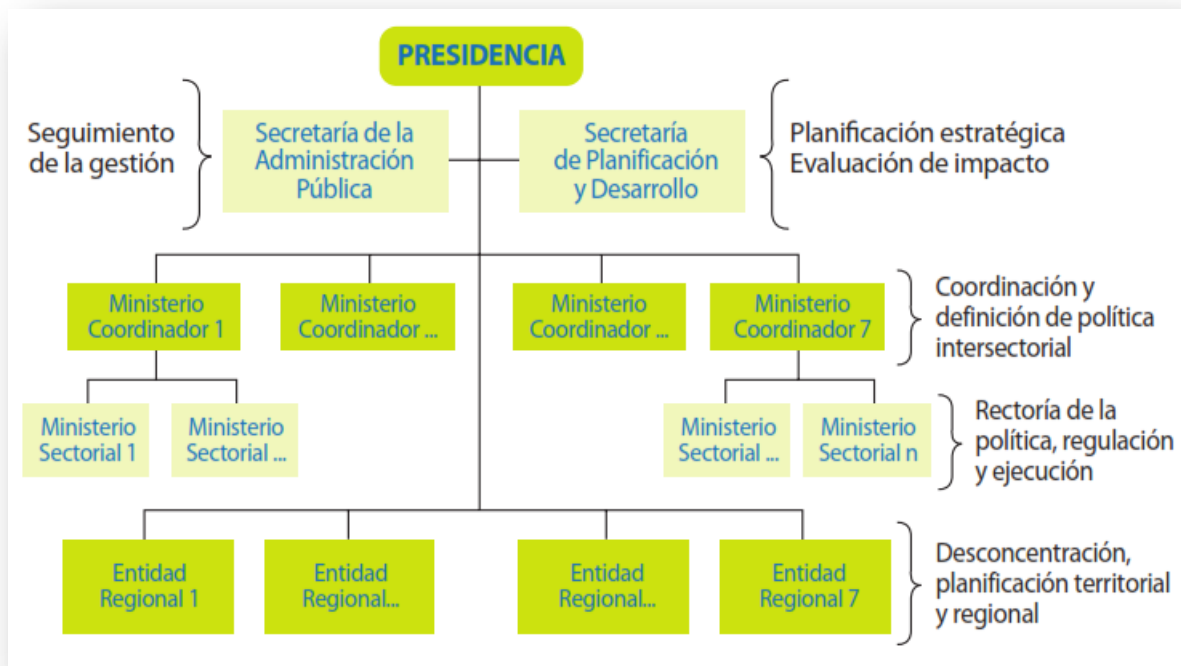 PRESIDENCIA
Seguimiento
de la gestión
Secretaría de la
Administración
Pública
Secretaría
de Planificación
y Desarrollo
Planificación estratégica
Evaluación de impacto
Ministerio
Coordinador 1
Ministerio
Coordinador ...
Ministerio
Coordinador ...
Ministerio
Coordinador 7
Coordinación y
definición de política
intersectorial
Ministerio
Sectorial 1
Ministerio
Sectorial ...
Ministerio
Sectorial ...
Ministerio
Sectorial n
Rectoría de la
política, regulación
y ejecución
Entidad
Regional 1
Entidad
Regional...
Entidad
Regional...
Entidad
Regional 7
Desconcentración,
planificación territorial
y regional